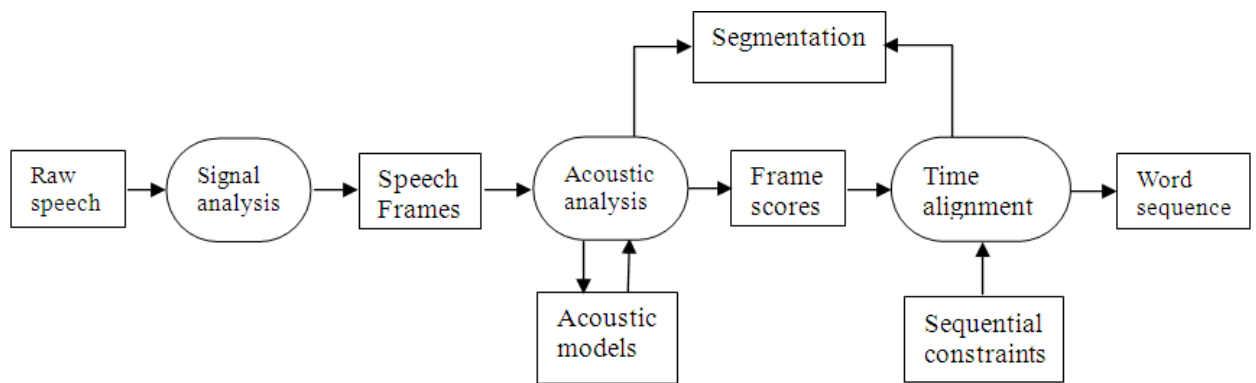 Segmentation
Raw
speech
Signal
analysis
Speech
Frames
Acoustic
analysis
Frame
scores
Time
alignment
Word
sequence
Acoustic
models
Sequential
constraints